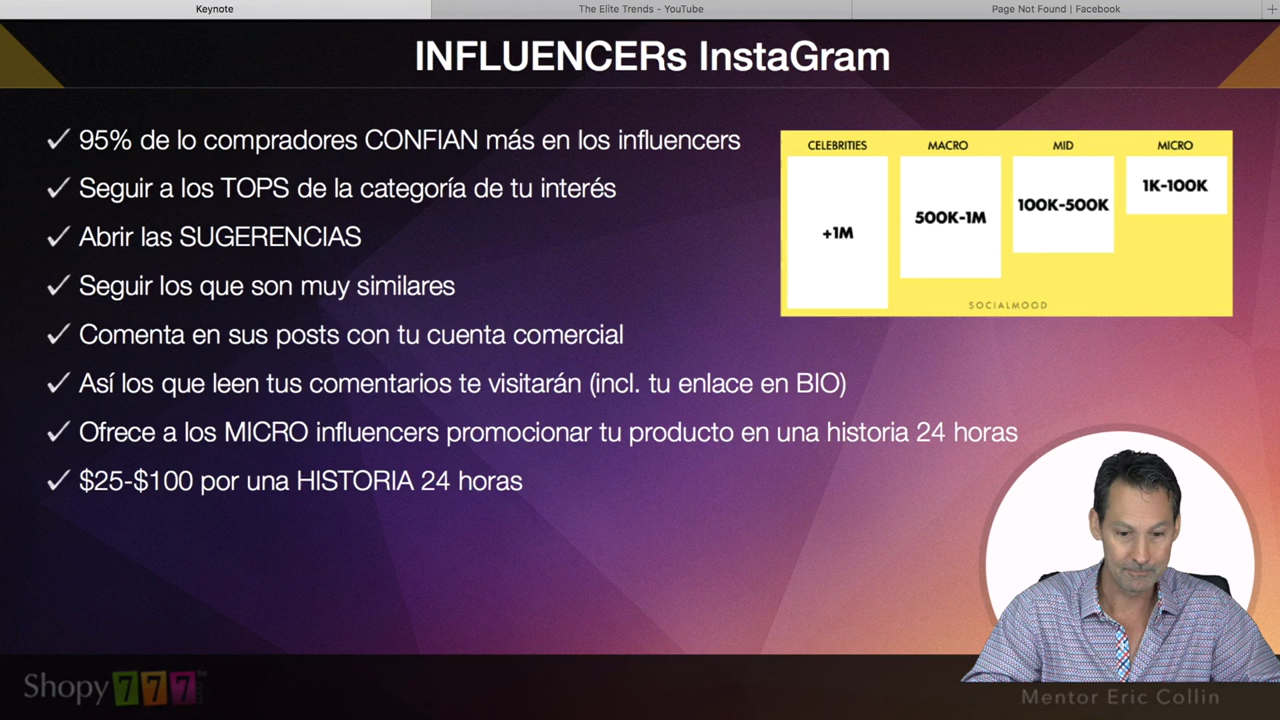 Keynote
The Elite Trends - YouTube
Page Not Found | Facebook
INFLUENCERs InstaGram
95% de lo compradores CONFIAN más en los influencers
Seguir a los TOPS de la categoría de tu interés
Abrir las SUGERENCIAS
Seguir los que son muy similares
Comenta en sus posts con tu cuenta comercial
Así los que leen tus comentarios te visitarán (incl. tu enlace en BIO)
Ofrece a los MICRO influencers promocionar tu producto en una historia 24 horas
$25-$100 por una HISTORIA 24 horas
CELEBRITIES
MACRO
MID
MICRO
+1M
500K-1M
100K-500K
1K-100K
SOCIALMOOD
Shopy 777
Mentor Eric Collin